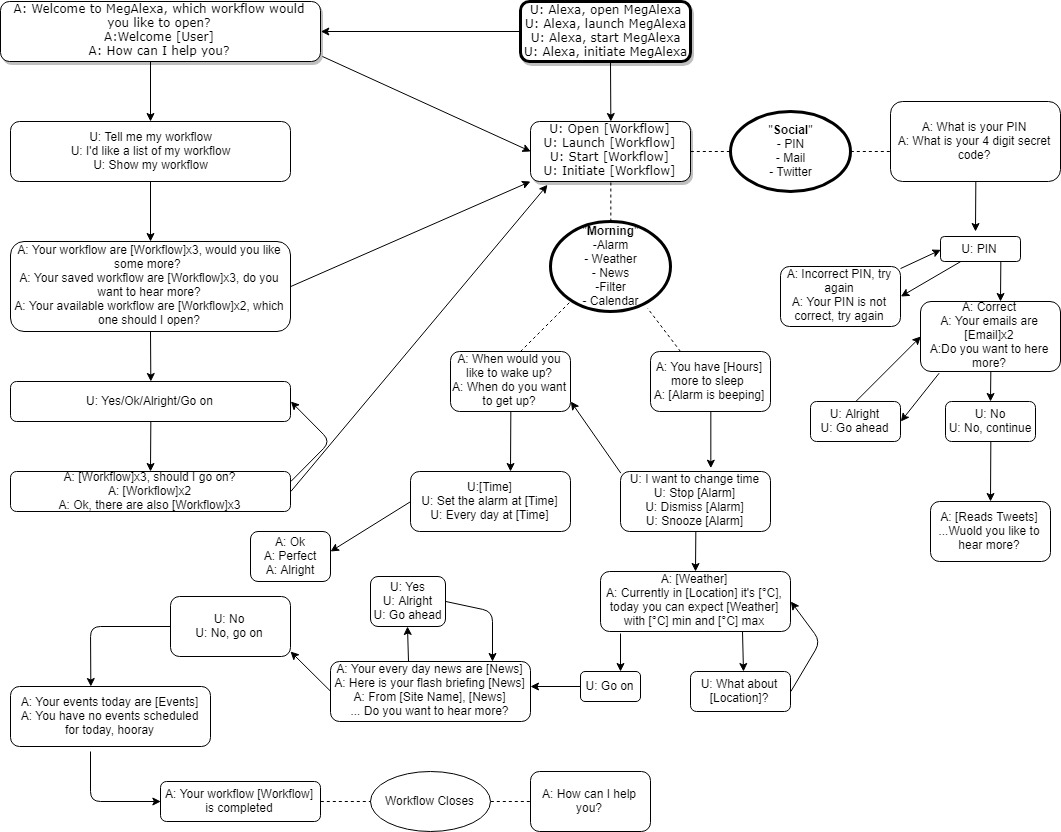 A: Welcome to MegAlexa, which workflow would
you like to open?
A:Welcome [User]
A: How can I help you?
U: Alexa, open MegAlexa
U: Alexa, launch MegAlexa
U: Alexa, start MegAlexa
U: Alexa, initiate MegAlexa
U: Tell me my workflow
U: I'd like a list of my workflow
U: Show my workflow
U: Open [Workflow]
U: Launch [Workflow]
U: Start [Workflow]
U: Initiate [Workflow]
"Social"
- PIN
- Mail
- Twitter
A: What is your PIN
A: What is your 4 digit secret
code?
A: Your workflow are [Workflow]x3, would you like
some more?
A: Your saved workflow are [Workflow]x3, do you
want to hear more?
A: Your available workflow are [Workflow]x2, which
one should I open?
"Morning"
-Alarm
- Weather
- News
-Filter
- Calendar
U: PIN
A: Incorrect PIN, try
again
A: Your PIN is not
correct, try again
A: Correct
A: Your emails are
[Email]x2
A:Do you want to here
more?
U: Yes/Ok/Alright/Go on
A: When would you
like to wake up?
A: When do you want
to get up?
A: You have [Hours]
more to sleep
A: [Alarm is beeping]
U: Alright
U: Go ahead
U: No
U: No, continue
A: [Workflow]x3, should I go on?
A: [Workflow]x2
A: Ok, there are also [Workflow]x3
U:[Time]
U: Set the alarm at [Time]
U: Every day at [Time]
U: I want to change time
U: Stop [Alarm]
U: Dismiss [Alarm]
U: Snooze [Alarm]
A: [Reads Tweets]
...Wuold you like to
hear more?
A: Ok
A: Perfect
A: Alright
A: [Weather]
A: Currently in [Location] it's [°C],
today you can expect [Weather]
with [°C] min and [°C] max
U: Yes
U: Alright
U: Go ahead
U: No
U: No, go on
A: Your every day news are [News]
A: Here is your flash briefing [News]
A: From [Site Name], [News]
... Do you want to hear more?
U: Go on
U: What about
[Location]?
A: Your events today are [Events]
A: You have no events scheduled
for today, hooray
A: Your workflow [Workflow]
is completed
Workflow Closes
A: How can I help
you?